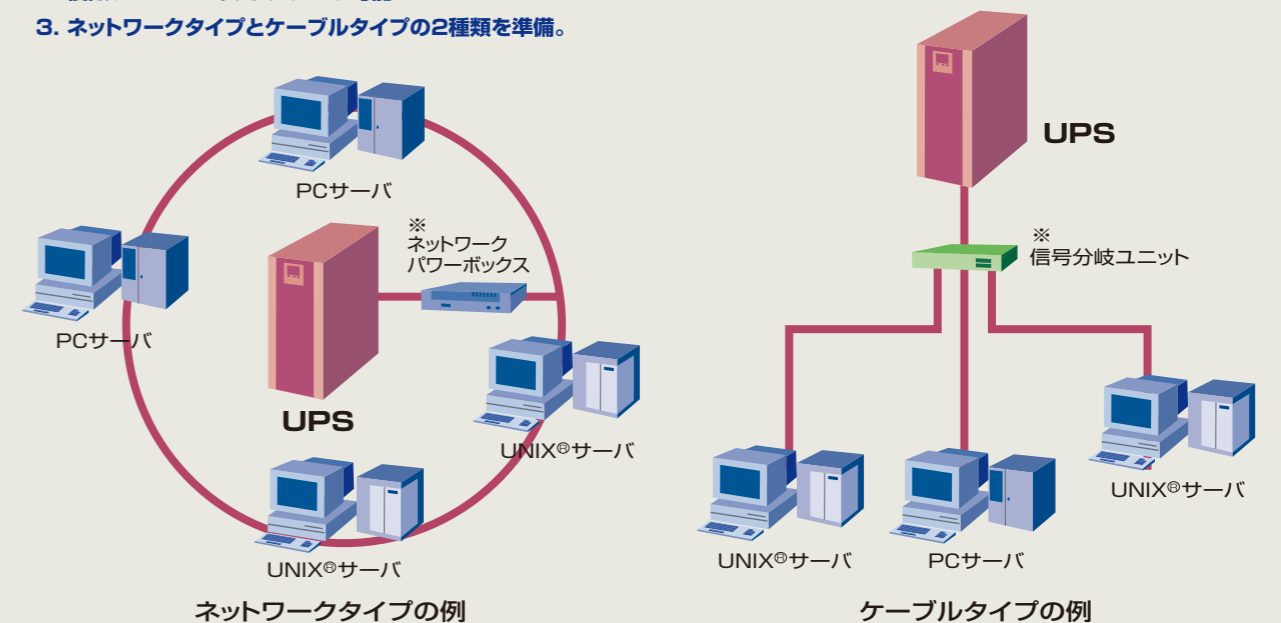 3. ネットワークタイプとケーブルタイプの2種類を準備。
PCサーバ
※
ネットワーク
パワーボックス
PCサーバ
UPS
UNIX®サーバ
UNIX®サーバ
ネットワークタイプの例
UPS
※
信号分岐ユニット
UNIX®サーバ
UNIX®サーバ
PCサーバ
ケーブルタイプの例